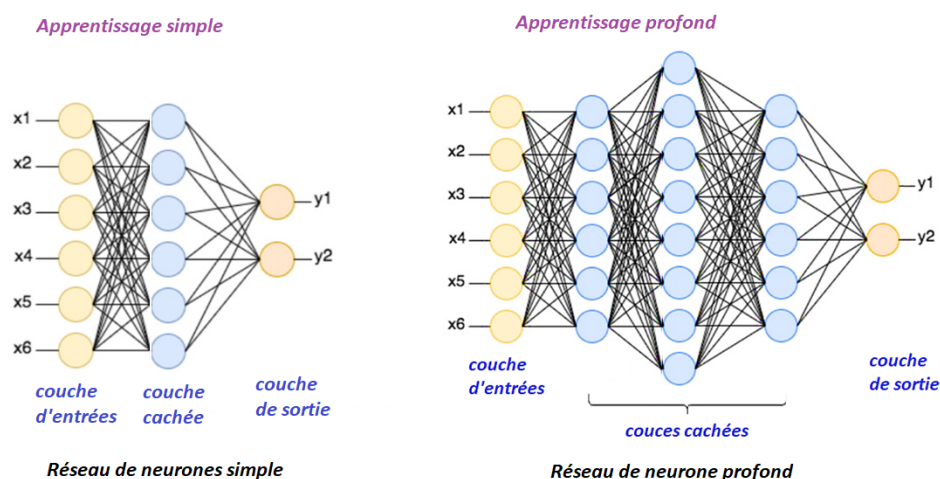 Apprentissage simple
x1
x2
x3
x4
x5
x6
y1
y2
couche
d'entrées
couche
cachée
couche
de sortie
Réseau de neurones simple
Apprentissage profond
x1
x2
x3
x4
x5
x6
y1
y2
couche
d'entrées
couces cachées
couche
de sortie
Réseau de neurone profond